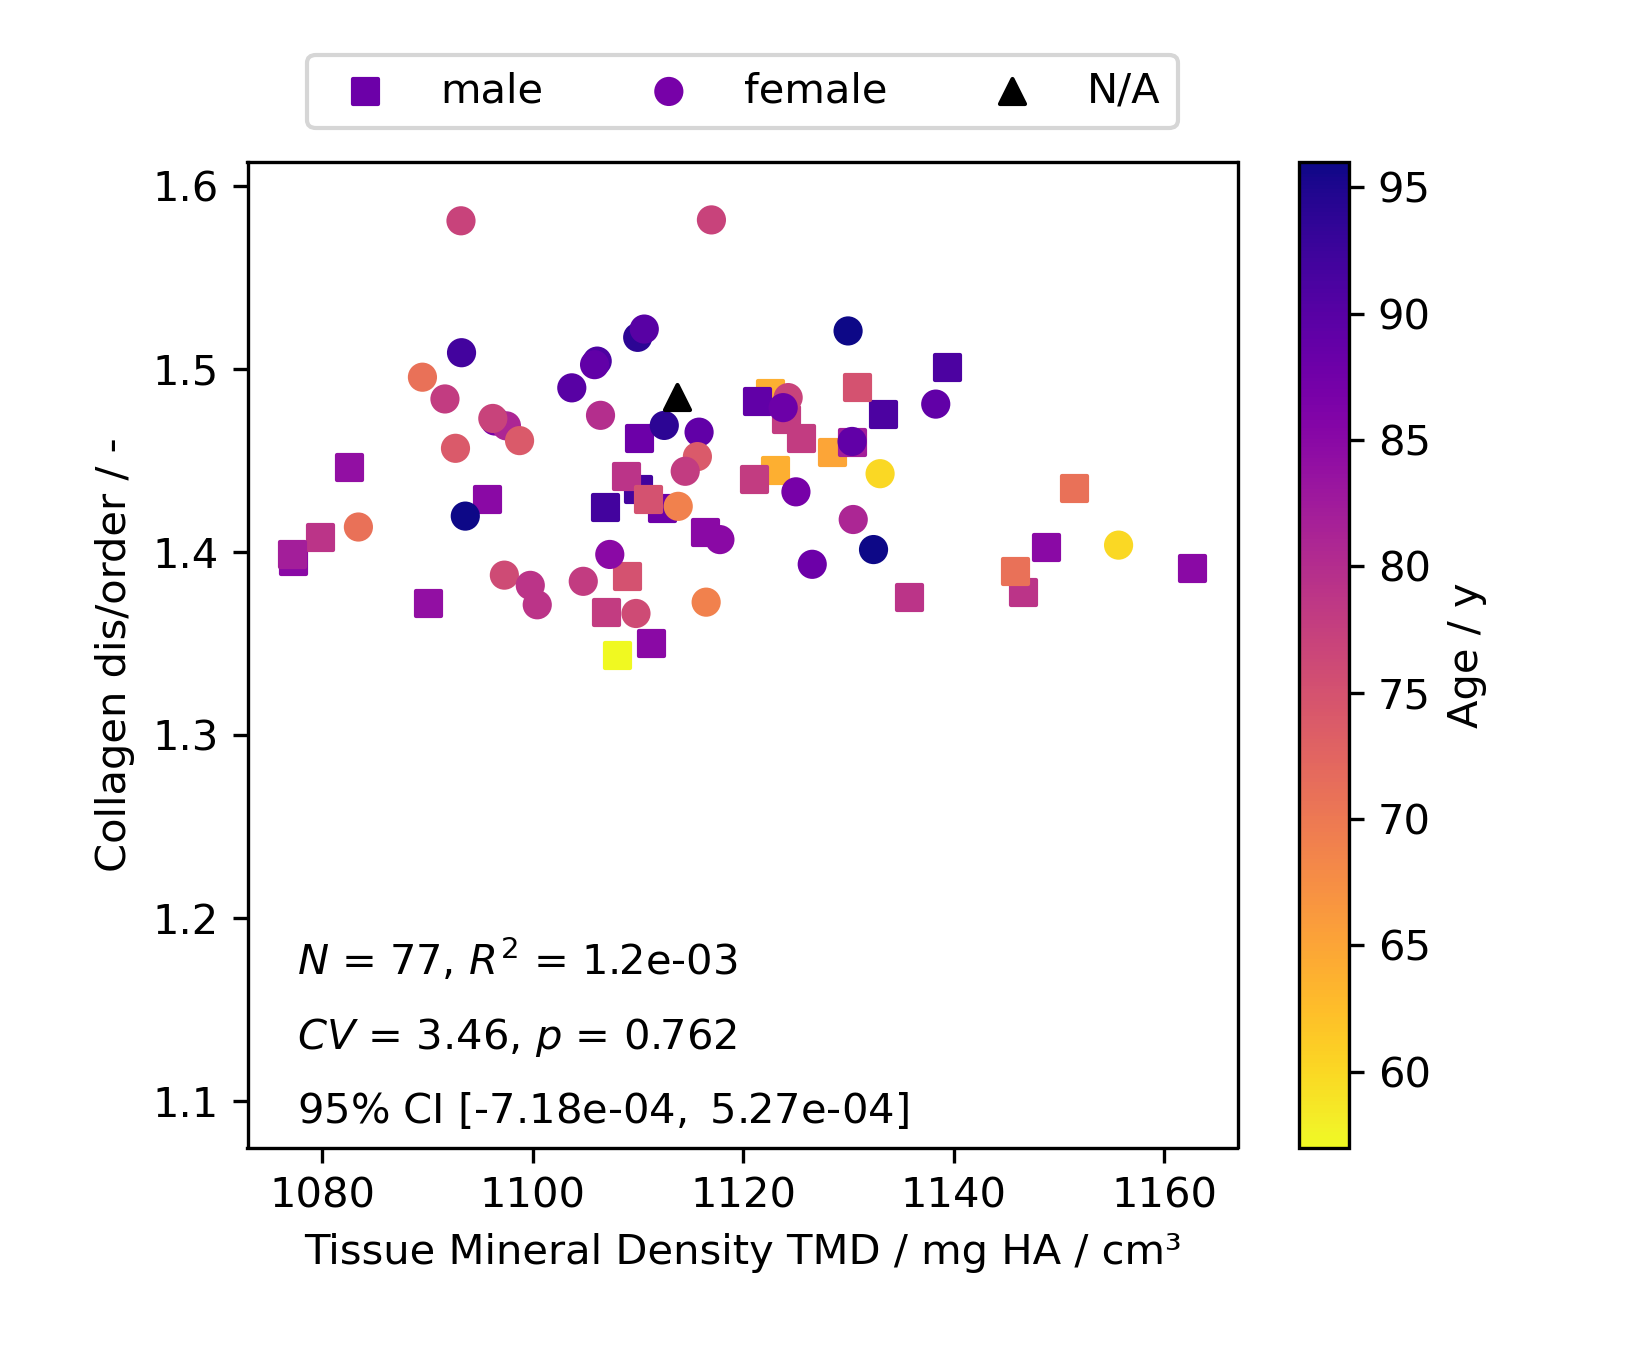 male female N/A
1.6
1.5
1.4
1.3
1.2
1.1
Collagen dis/order / -
N = 77, R² = 1.2e-03
CV = 3.46, p = 0.762
95% CI [-7.18e-04, 5.27e-04]
1080 1100 1120 1140 1160
Tissue Mineral Density TMD / mg HA / cm³
95
90
85
80
75
70
65
60
Age / y